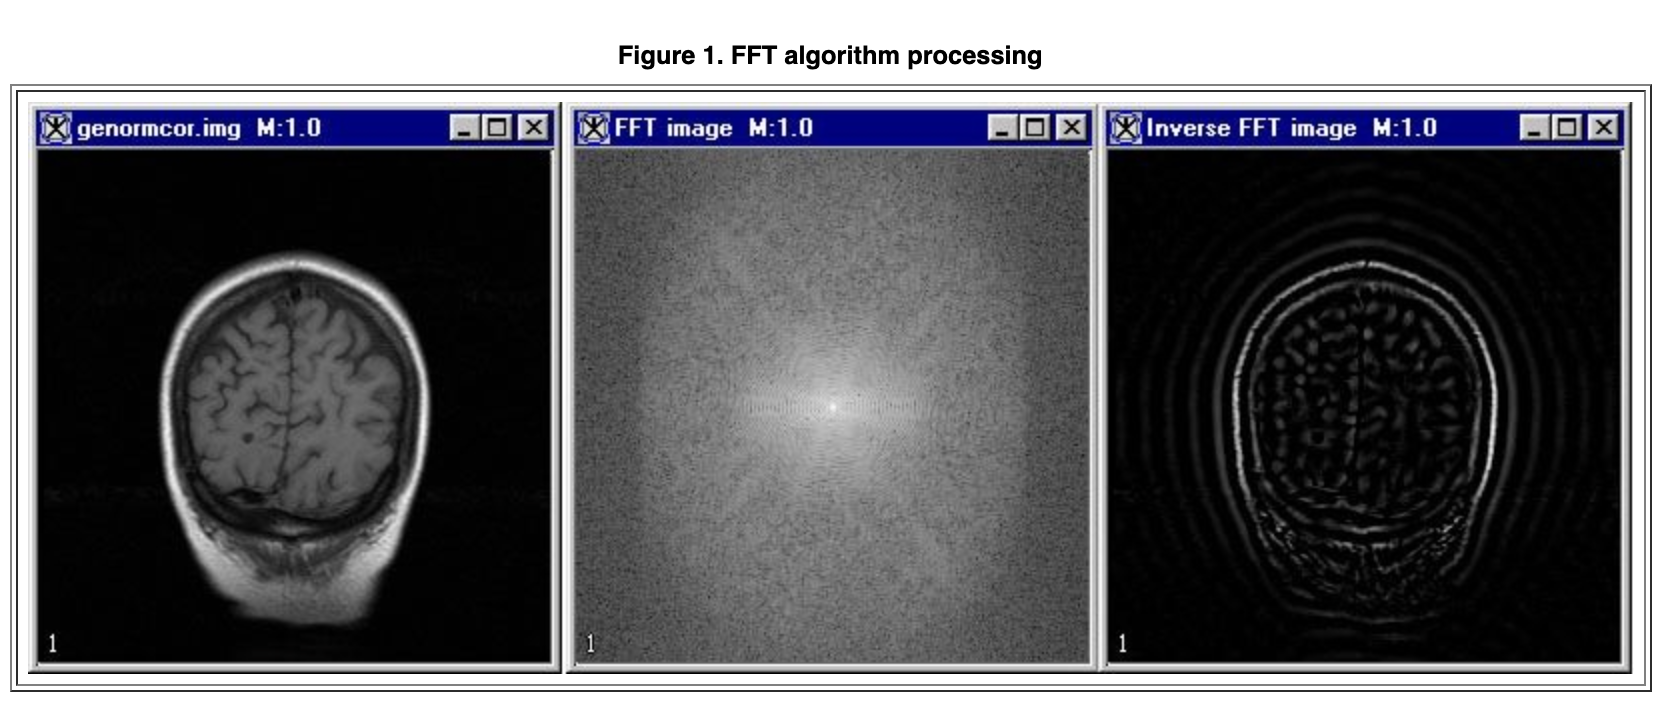 Figure 1. FFT algorithm processing
genormcor.img M:1.0
FFT image M:1.0
Inverse FFT image M:1.0
1
1
1